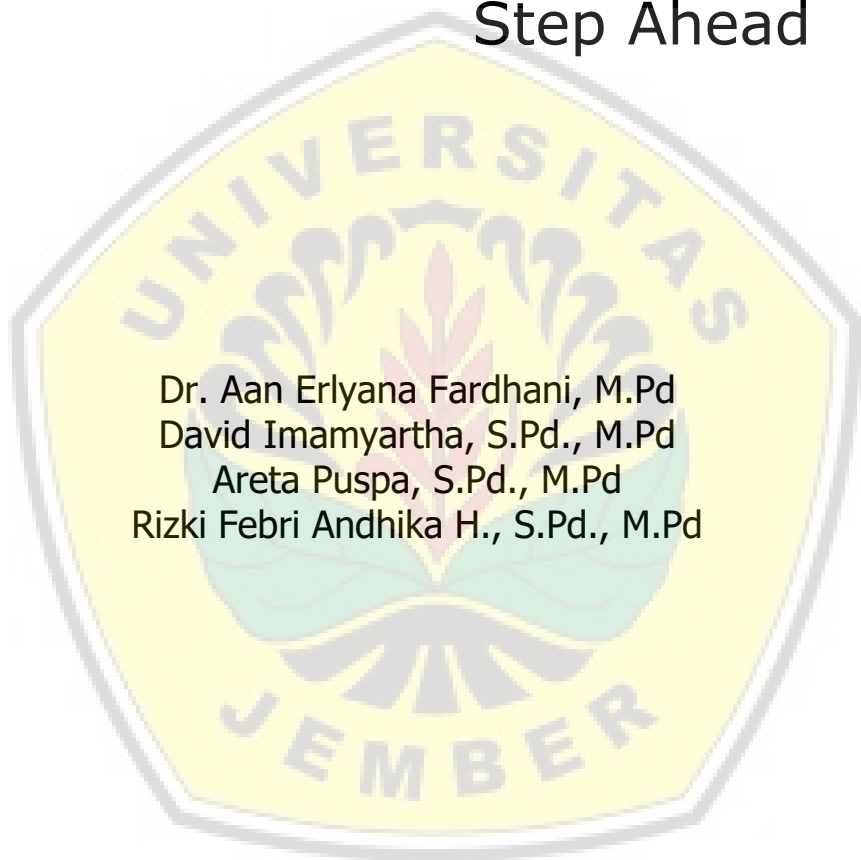 Step Ahead
UNIVERSITAS
Dr. Aan Erlyana Fardhani, M.Pd
David Imamyartha, S.Pd., M.Pd
Areta Puspa, S.Pd., M.Pd
Rizki Febri Andhika H., S.Pd., M.Pd
JEMBER